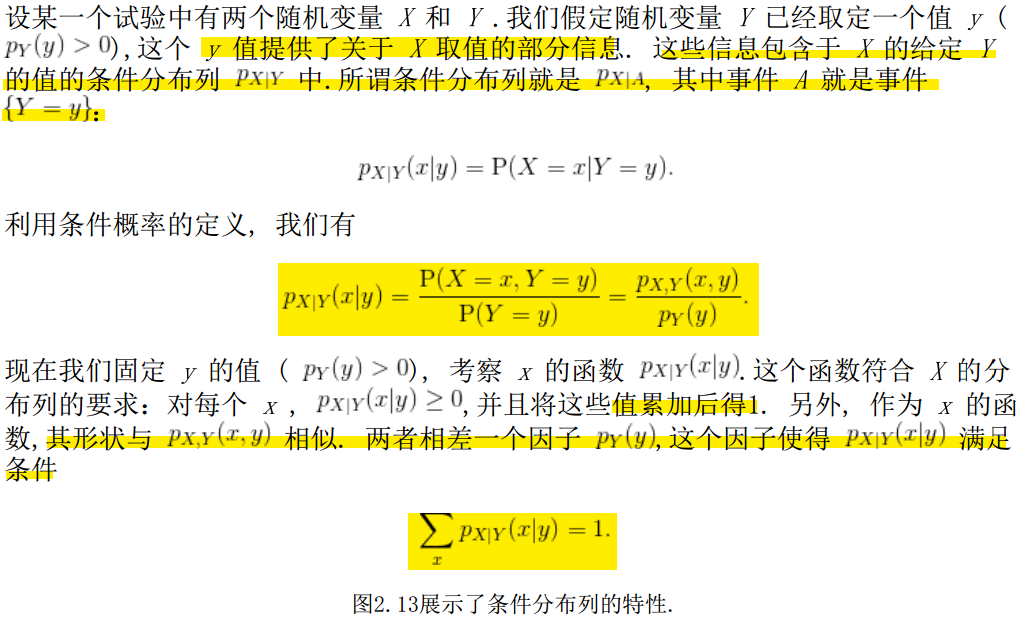 设某一个试验中有两个随机变量 X 和 Y .我们假定随机变量 Y 已经取定一个值 y (
p_Y(y) > 0),这个 y 值提供了关于 X 取值的部分信息. 这些信息包含于 X 的给定 Y
的值的条件分布列 p_{X|Y} 中.所谓条件分布列就是 p_{X|A}, 其中事件 A 就是事件
{Y = y}:
p_{X|Y}(x|y) = P(X = x|Y = y).
利用条件概率的定义, 我们有
p_{X|Y}(x|y) = \frac{P(X = x, Y = y)}{P(Y = y)} = \frac{p_{X,Y}(x, y)}{p_Y(y)}.
现在我们固定 y 的值 ( p_Y(y) > 0), 考察 x 的函数 p_{X|Y}(x|y).这个函数符合 X 的分
布列的要求: 对每个 x , p_{X|Y}(x|y) ≥ 0,并且将这些值累加后得1. 另外, 作为 x 的函
数,其形状与 p_{X,Y}(x, y) 相似. 两者相差一个因子 p_Y(y),这个因子使得 p_{X|Y}(x|y) 满足
条件
\sum_x p_{X|Y}(x|y) = 1.
图2.13展示了条件分布列的特性.